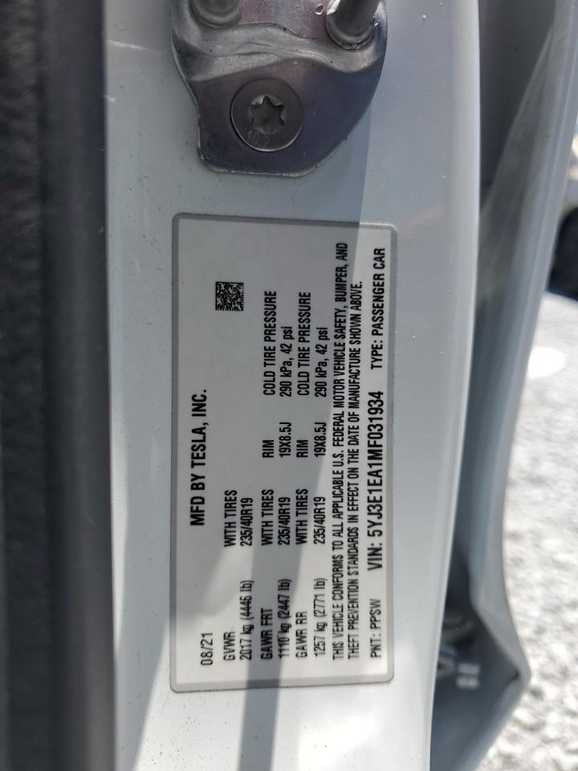 MFD BY TESLA, INC.
08/21
GVWR WITH TIRES
2017 kg (4446 lb) 235/40R19
GAWR FRT WITH TIRES RIM COLD TIRE PRESSURE
1110 kg (2447 lb) 235/40R19 19X8.5J 290 kPa, 42 psi
GAWR RR WITH TIRES RIM COLD TIRE PRESSURE
1257 kg (2771 lb) 235/40R19 19X8.5J 290 kPa, 42 psi
THIS VEHICLE CONFORMS TO ALL APPLICABLE U.S. FEDERAL MOTOR VEHICLE SAFETY, BUMPER, AND
THEFT PREVENTION STANDARDS IN EFFECT ON THE DATE OF MANUFACTURE SHOWN ABOVE.
PNT: PPSW VIN: 5YJ3E1EA1MF031934 TYPE: PASSENGER CAR